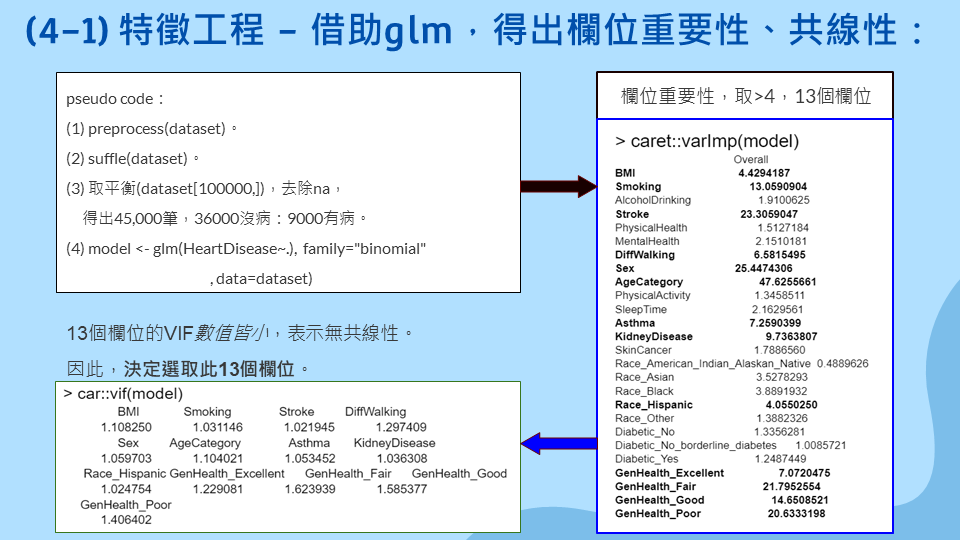 (4-1) 特徵工程 - 借助glm，得出欄位重要性、共線性：
pseudo code：
(1) preprocess(dataset)。
(2) suffle(dataset)。
(3) 取平衡(dataset[100000,])，去除na，
得出45,000筆，36000沒病：9000有病。
(4) model <- glm(HeartDisease~.), family="binomial"
, data=dataset)
13個欄位的VIF數值皆小，表示無共線性。
因此，決定選取此13個欄位。
> car::vif(model)
BMI Smoking Stroke DiffWalking
1.108250 1.031146 1.021945 1.297409
Sex AgeCategory Asthma KidneyDisease
1.059703 1.104021 1.053452 1.036308
Race_Hispanic GenHealth_Excellent GenHealth_Fair GenHealth_Good
1.024754 1.229081 1.623939 1.585377
GenHealth_Poor
1.406402
欄位重要性，取>4，13個欄位
> caret::varImp(model)
Overall
BMI 4.4294187
Smoking 13.0590904
AlcoholDrinking 1.9100625
Stroke 23.3059047
PhysicalHealth 1.5127184
MentalHealth 2.1510181
DiffWalking 6.5815495
Sex 25.4474306
AgeCategory 47.6255661
PhysicalActivity 1.3458511
SleepTime 2.1629561
Asthma 7.2590399
KidneyDisease 9.7363807
SkinCancer 1.7886560
Race_American_Indian_Alaskan_Native 0.4889626
Race_Asian 3.5278293
Race_Black 3.8891932
Race_Hispanic 4.0550250
Race_Other 1.3882326
Diabetic_No 1.3356281
Diabetic_No_borderline_diabetes 1.0085721
Diabetic_Yes 1.2487449
GenHealth_Excellent 7.0720475
GenHealth_Fair 21.7952554
GenHealth_Good 14.6508521
GenHealth_Poor 20.6333198